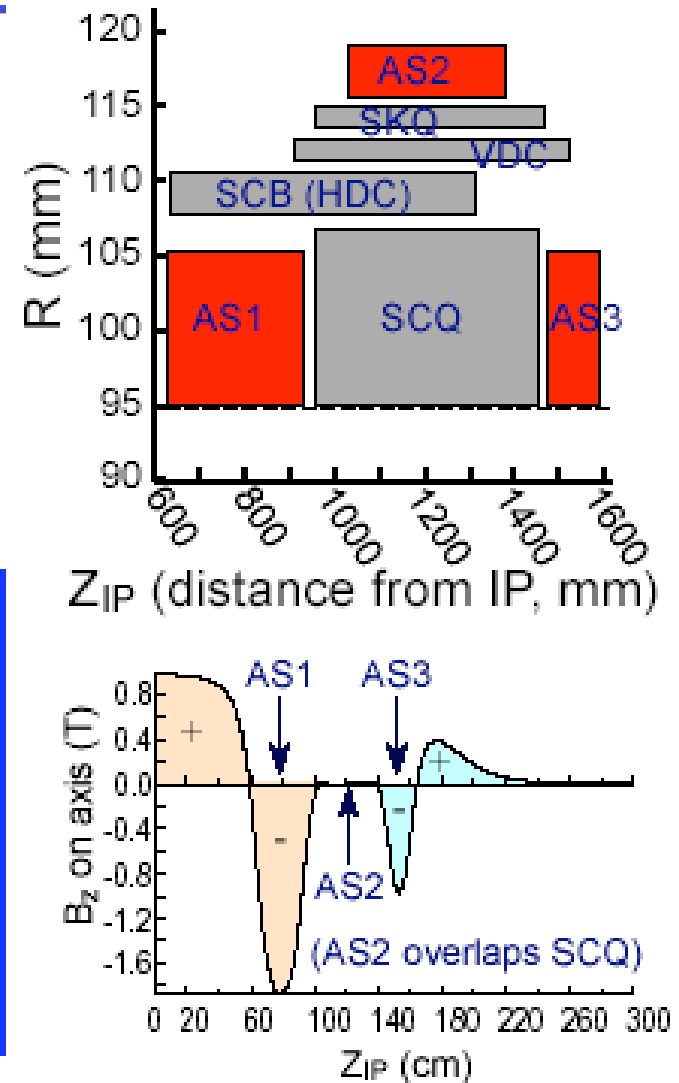 120
AS2
115
SKQ
VDC
110
SCB (HDC)
105
R (mm)
100
AS1
SCQ
AS3
95
90
600
800
1000
1200
1400
1600
Z_IP (distance from IP, mm)
AS1
AS3
0.8
0.4
0.0
-0.4
-0.8
-1.2
-1.6
+
-
-
+
B_z on axis (T)
AS2
(AS2 overlaps SCQ)
0 20 60 100 140 180 220 260 300
Z_IP (cm)